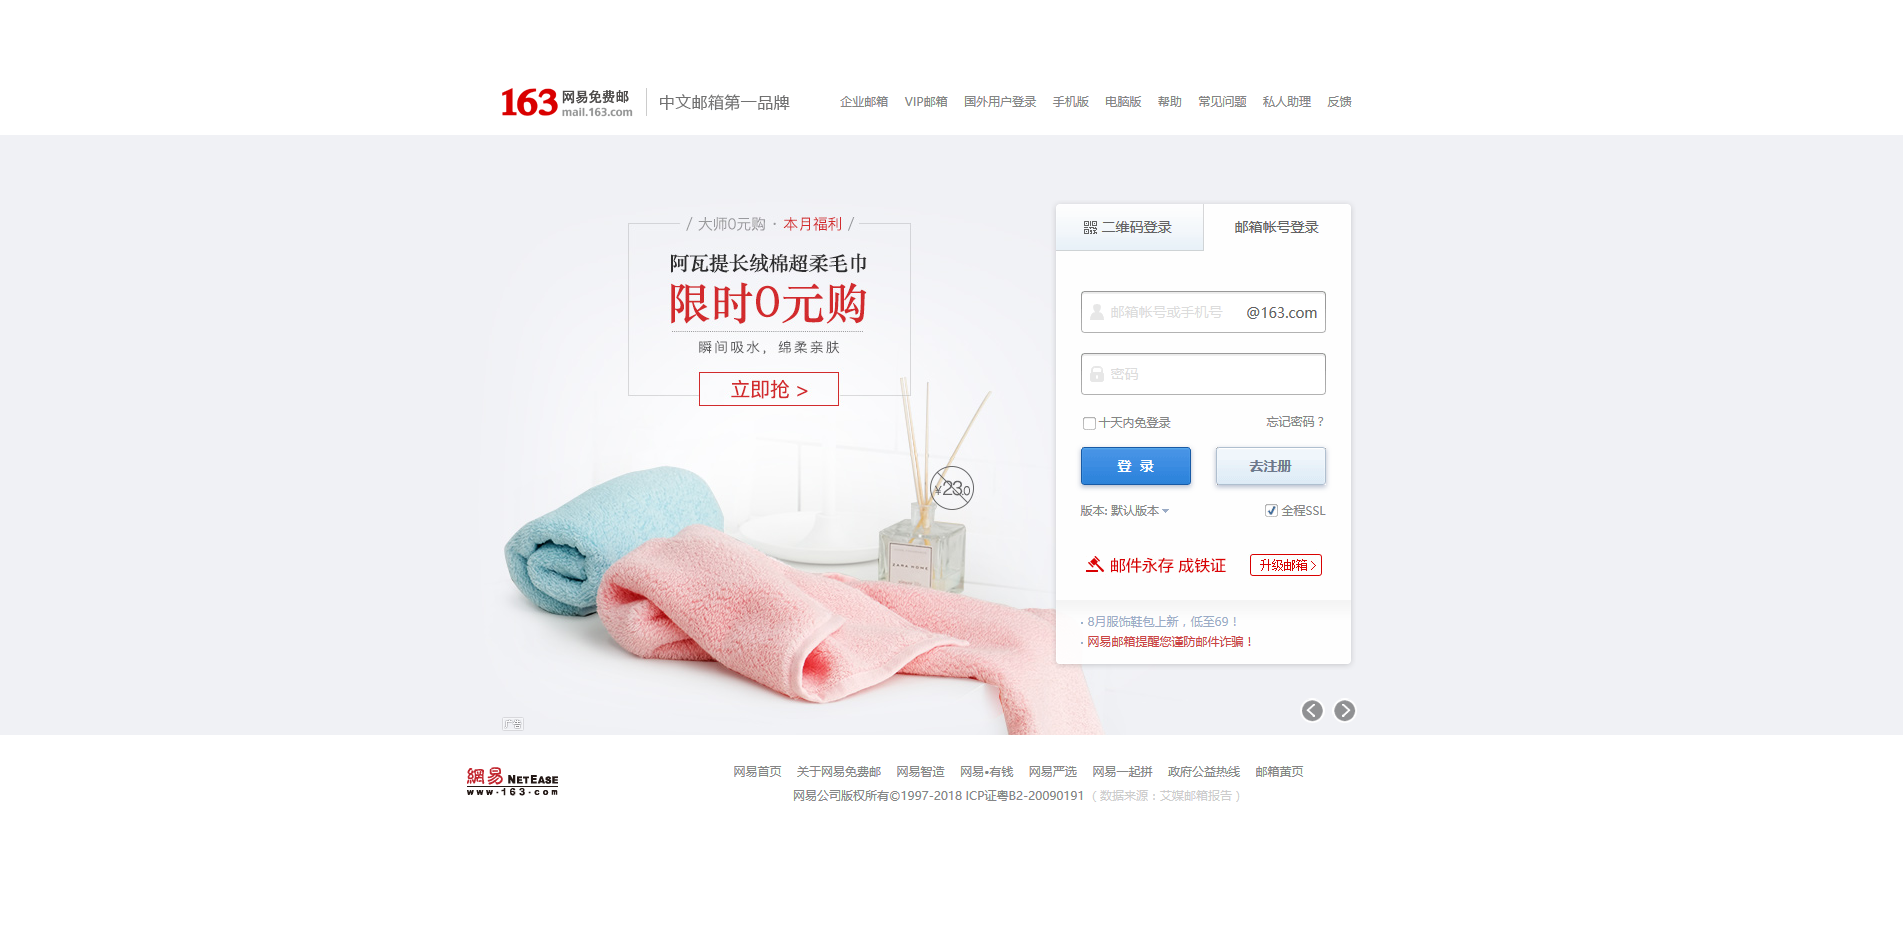 163 网易免费邮 mail.163.com 中文邮箱第一品牌
企业邮箱 VIP邮箱 国外用户登录 手机版 电脑版 帮助 常见问题 私人助理 反馈
/ 大师0元购 · 本月福利 /
阿瓦提长绒棉超柔毛巾
限时0元购
瞬间吸水，绵柔亲肤
立即抢 >
¥23.0
ZARA HOME
广告
二维码登录 邮箱帐号登录
邮箱帐号或手机号 @163.com
密码
十天内免登录 忘记密码？
登 录 去注册
版本: 默认版本 全程SSL
邮件永存 成铁证 升级邮箱>
· 8月服饰鞋包上新，低至69！
· 网易邮箱提醒您谨防邮件诈骗！
網易 NETEASE
www.163.com
网易首页 关于网易免费邮 网易智造 网易•有钱 网易严选 网易一起拼 政府公益热线 邮箱黄页
网易公司版权所有©1997-2018 ICP证粤B2-20090191（数据来源：艾媒邮箱报告）